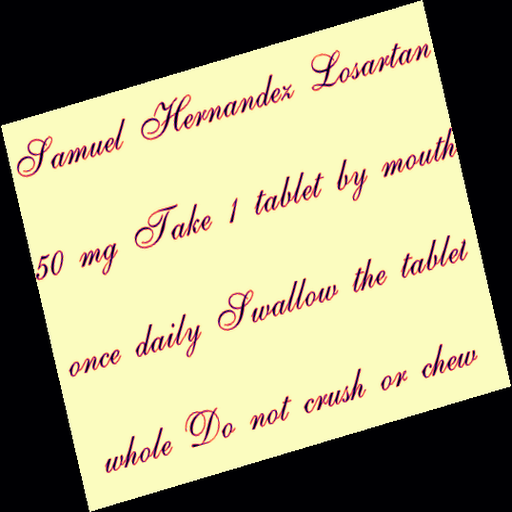 Samuel Hernandez Losartan
50 mg Take 1 tablet by mouth
once daily Swallow the tablet
whole Do not crush or chew